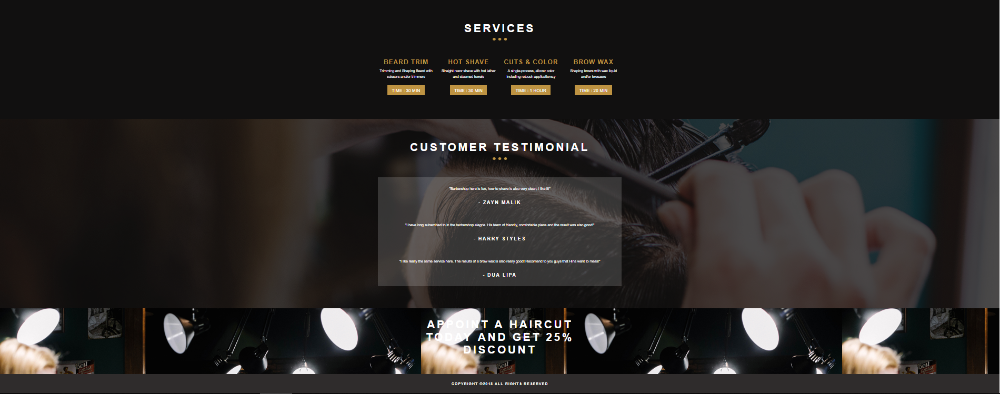 SERVICES
BEARD TRIM
Trimming and Shaping Beard with
scissors and/or trimmers
TIME : 30 MIN
HOT SHAVE
Straight razor shave with hot lather
and steamed towels
TIME : 30 MIN
CUTS & COLOR
A single-process, allover color
including retouch applications.y
TIME : 1 HOUR
BROW WAX
Shaping brows with wax liquid
and/or tweezers
TIME : 20 MIN
CUSTOMER TESTIMONIAL
"Barbershop here is fun, how to shave is also very clean, i like it!"
- ZAYN MALIK
"I have long subscribed to in the barbershop alegria. His team of friendly, comfortable place and the result was also good!"
- HARRY STYLES
"I like really the same service here. The results of a brow wax is also really good! Recomend to you guys that Hina want to mess!"
- DUA LIPA
APPOINT A HAIRCUT
TODAY AND GET 25%
DISCOUNT
Best
GARAGE
Best
GARAGE
Best
GARAGE
COPYRIGHT ©2018 ALL RIGHTS RESERVED